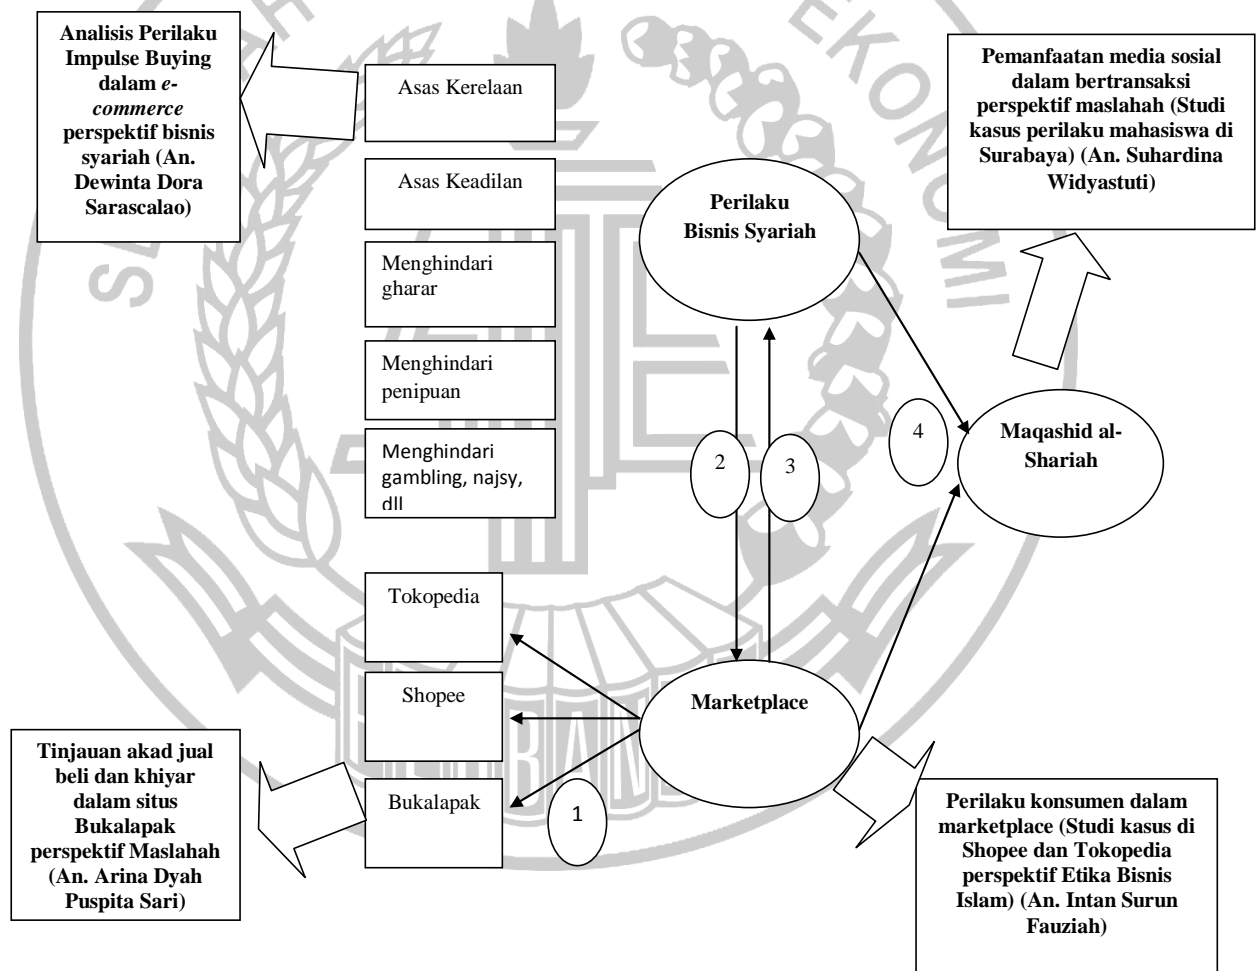 Analisis Perilaku
Impulse Buying
dalam e-
commerce
perspektif bisnis
syariah (An.
Dewinta Dora
Sarascalao)
Asas Kerelaan
Asas Keadilan
Menghindari
gharar
Menghindari
penipuan
Menghindari
gambling, najsy,
dll
Perilaku
Bisnis Syariah
Pemanfaatan media sosial
dalam bertransaksi
perspektif maslahah (Studi
kasus perilaku mahasiswa di
Surabaya) (An. Suhardina
Widyastuti)
2
3
4
Maqashid al-
Shariah
Tokopedia
Shopee
Bukalapak
1
Marketplace
Tinjauan akad jual
beli dan khiyar
dalam situs
Bukalapak
perspektif Maslahah
(An. Arina Dyah
Puspita Sari)
Perilaku konsumen dalam
marketplace (Studi kasus di
Shopee dan Tokopedia
perspektif Etika Bisnis
Islam) (An. Intan Surun
Fauziah)